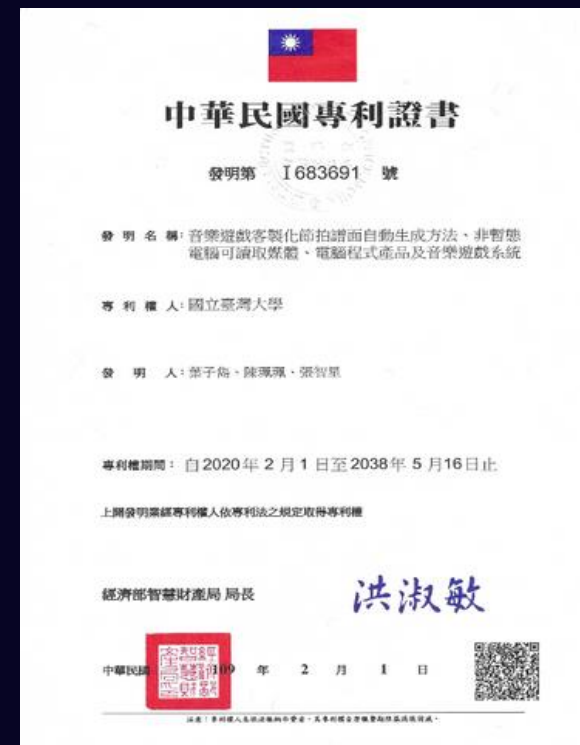 中華民國專利證書
發明第 I683691 號
發明名稱：音樂遊戲客製化節拍譜面自動生成方法、非暫態
電腦可讀取媒體、電腦程式產品及音樂遊戲系統
專利權人：國立臺灣大學
發明人：葉子雋、陳珮珮、張智星
專利權期間：自2020年2月1日至2038年5月16日止
上開發明業經專利權人依專利法之規定取得專利權
經濟部智慧財產局 局長
洪淑敏
中華民國 109 年 2 月 1 日